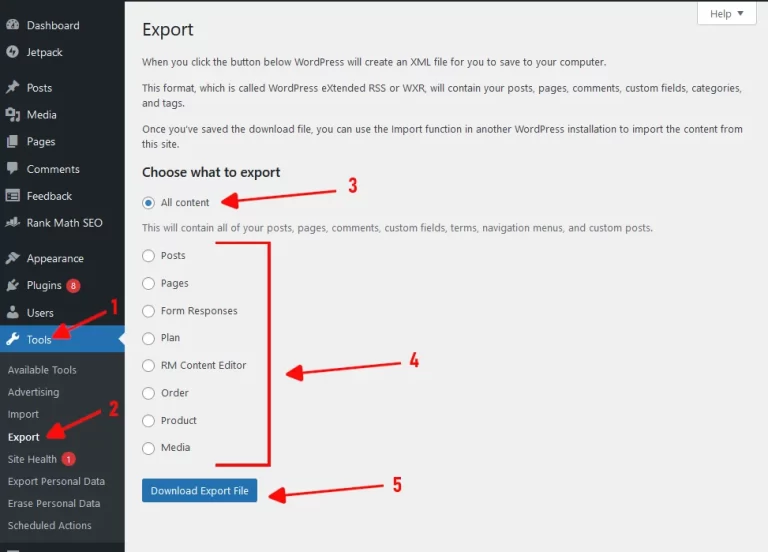 Help ▼
Dashboard
Jetpack
Posts
Media
Pages
Comments
Feedback
Rank Math SEO
Appearance
Plugins 8
Users
1
Tools
Available Tools
Advertising
Import
2
Export
Site Health 1
Export Personal Data
Erase Personal Data
Scheduled Actions
Export
When you click the button below WordPress will create an XML file for you to save to your computer.
This format, which is called WordPress eXtended RSS or WXR, will contain your posts, pages, comments, custom fields, categories,
and tags.
Once you've saved the download file, you can use the Import function in another WordPress installation to import the content from
this site.
Choose what to export
3
All content
This will contain all of your posts, pages, comments, custom fields, terms, navigation menus, and custom posts.
Posts
Pages
Form Responses
Plan
4
RM Content Editor
Order
Product
Media
5
Download Export File